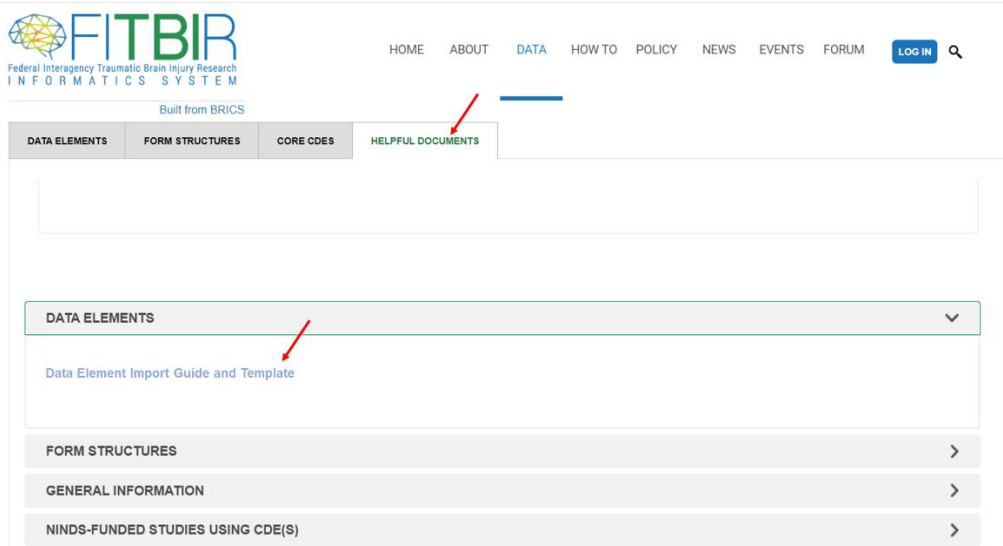 FITBIR
Federal Interagency Traumatic Brain Injury Research
INFORMATICS SYSTEM
HOME ABOUT DATA HOW TO POLICY NEWS EVENTS FORUM LOG IN
Built from BRICS
DATA ELEMENTS FORM STRUCTURES CORE CDES HELPFUL DOCUMENTS
DATA ELEMENTS
Data Element Import Guide and Template
FORM STRUCTURES
GENERAL INFORMATION
NINDS-FUNDED STUDIES USING CDE(S)